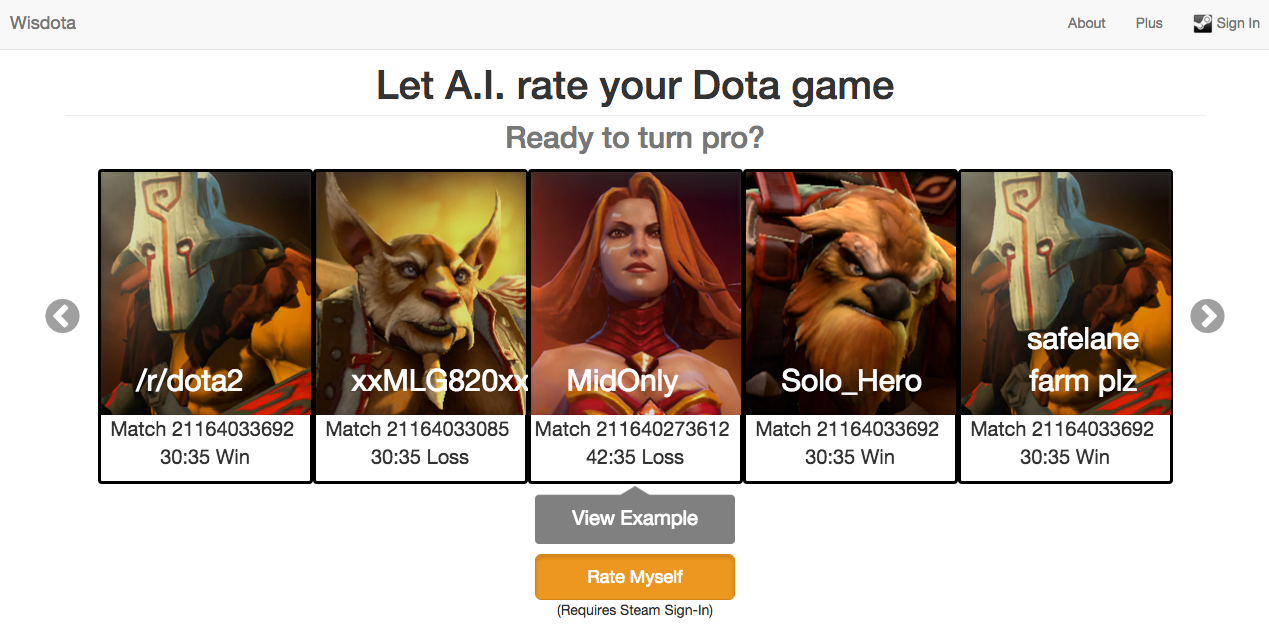 Wisdota
About
Plus
Sign In
Let A.I. rate your Dota game
Ready to turn pro?
/r/dota2
Match 21164033692
30:35 Win
xxMLG820xx
Match 21164033085
30:35 Loss
MidOnly
Match 211640273612
42:35 Loss
Solo_Hero
Match 21164033692
30:35 Win
safelane
farm plz
Match 21164033692
30:35 Win
View Example
Rate Myself
(Requires Steam Sign-In)